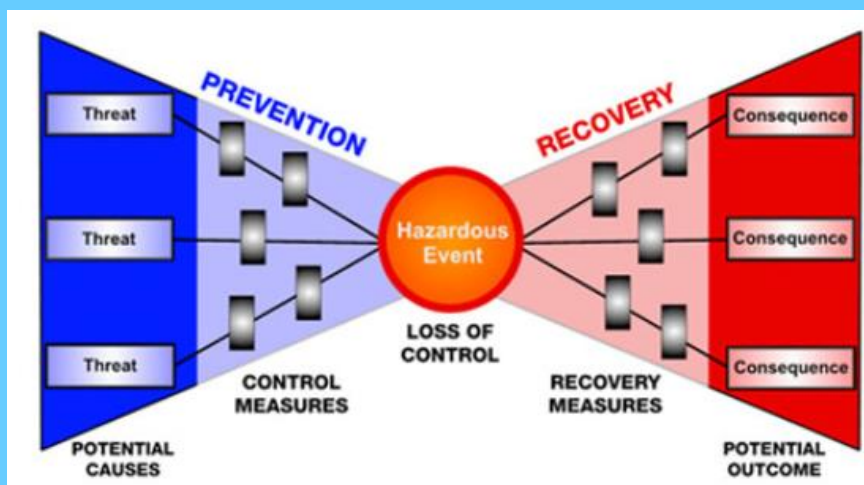 PREVENTION
RECOVERY
Threat
Threat
Threat
Hazardous
Event
Consequence
Consequence
Consequence
LOSS OF
CONTROL
CONTROL
MEASURES
RECOVERY
MEASURES
POTENTIAL
CAUSES
POTENTIAL
OUTCOME